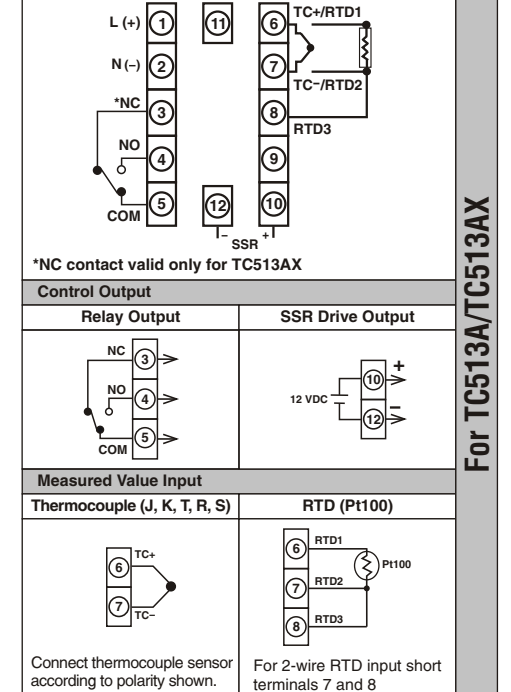 L (+) 1 11 6 TC+/RTD1
N (–) 2 7 TC–/RTD2
*NC 3 8 RTD3
NO 4 9
COM 5 12 10
– SSR +
*NC contact valid only for TC513AX
Control Output
Relay Output SSR Drive Output
NC 3
NO 4
COM 5
12 VDC 10 +
12 –
Measured Value Input
Thermocouple (J, K, T, R, S) RTD (Pt100)
6 TC+
7 TC–
Connect thermocouple sensor
according to polarity shown.
6 RTD1
Pt100
7 RTD2
8 RTD3
For 2-wire RTD input short
terminals 7 and 8
For TC513A/TC513AX